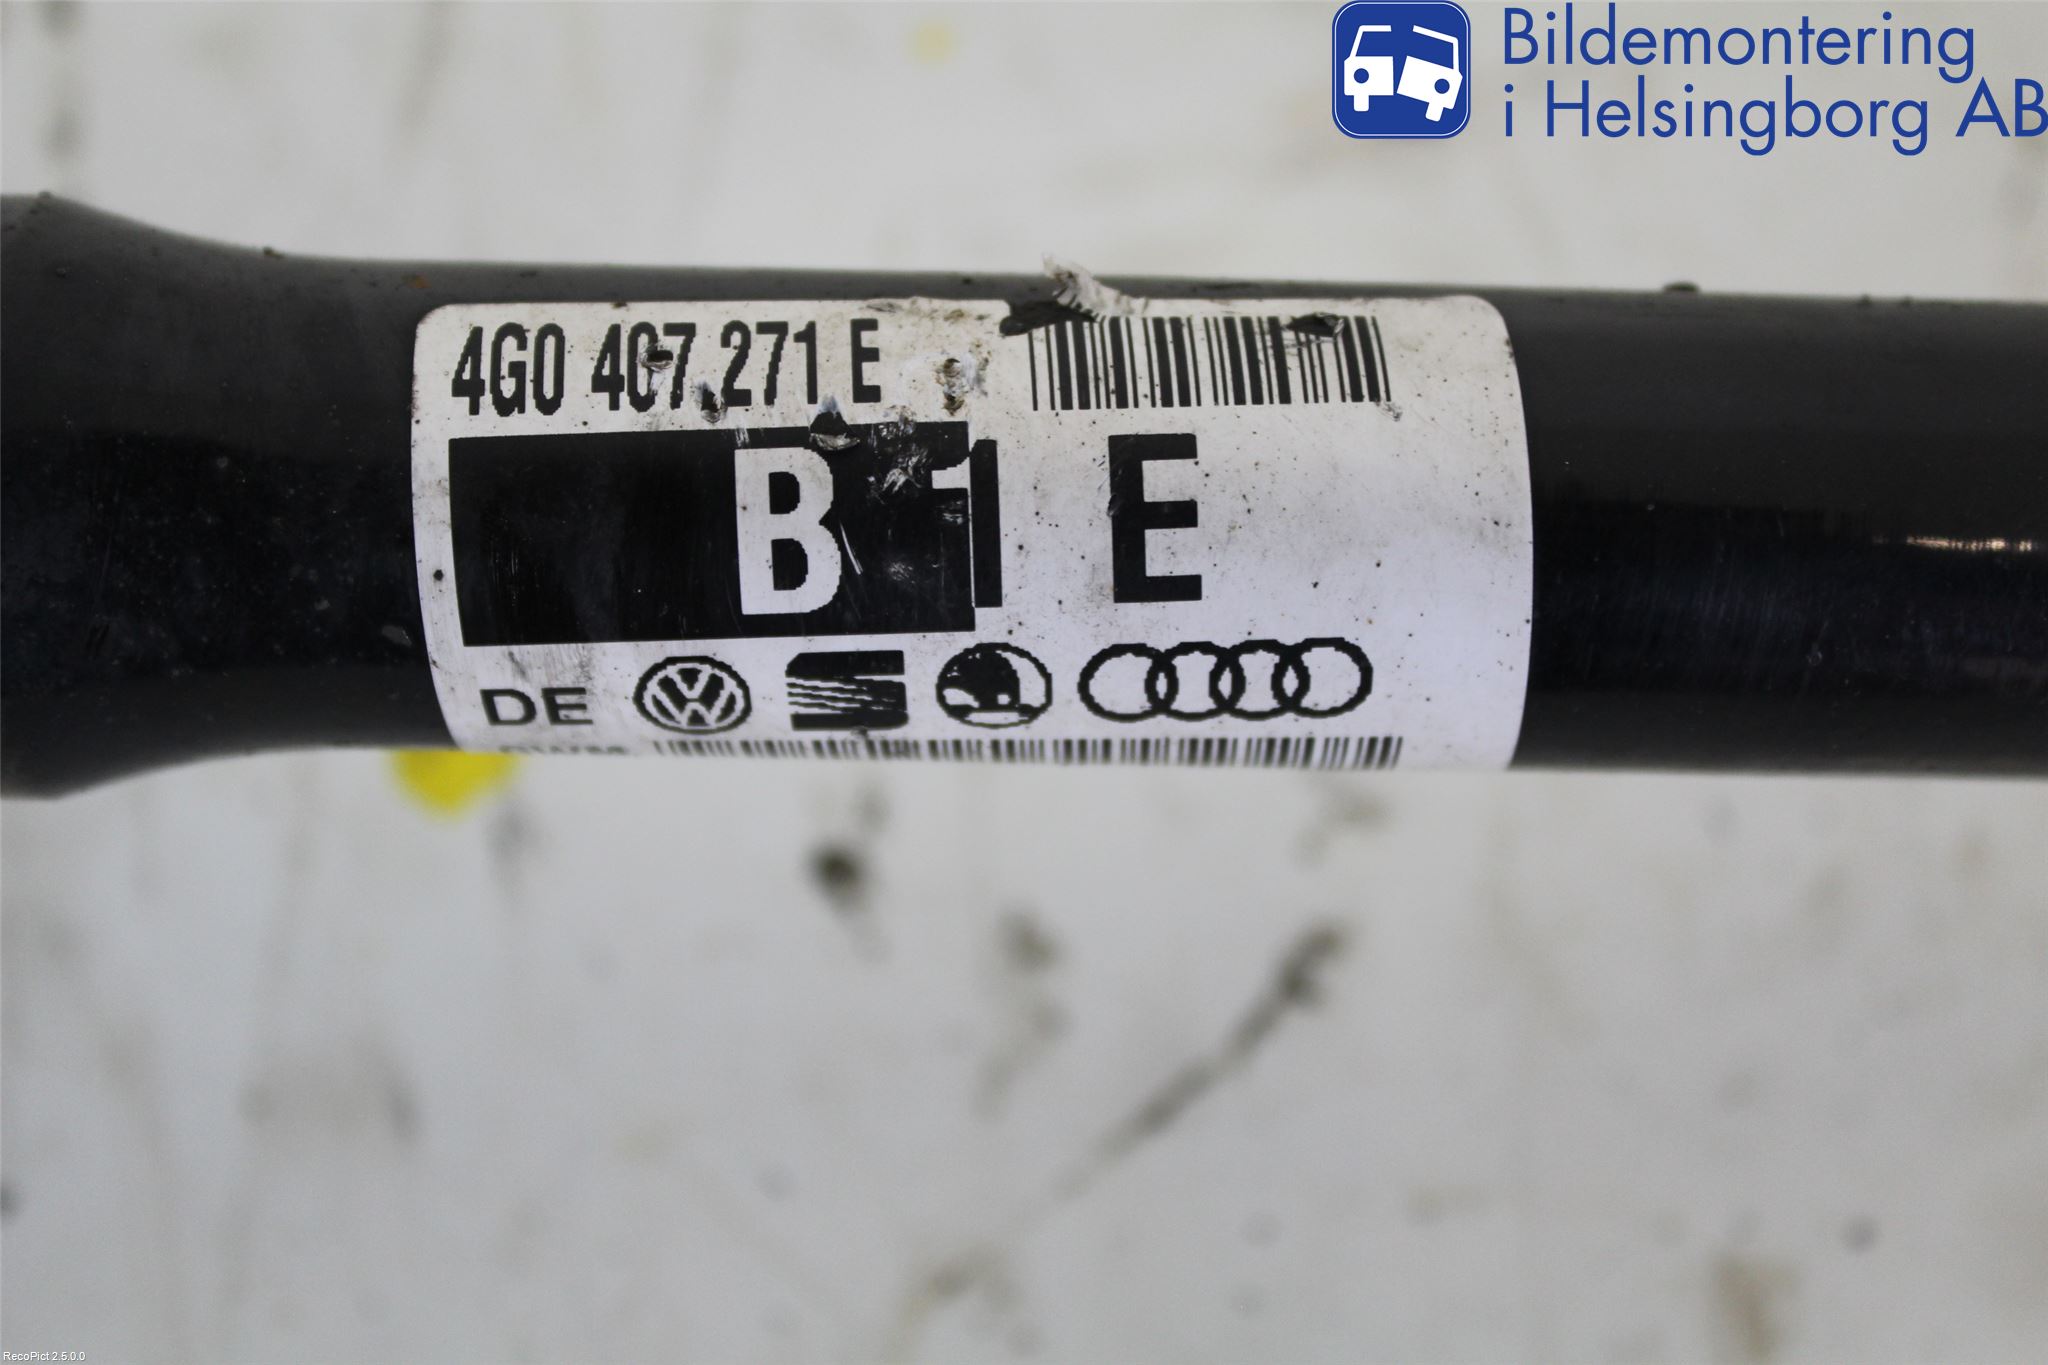 Bildemontering
i Helsingborg AB
4G0 407 271 E
B1 E
DE
RecoPict 2.5.0.0